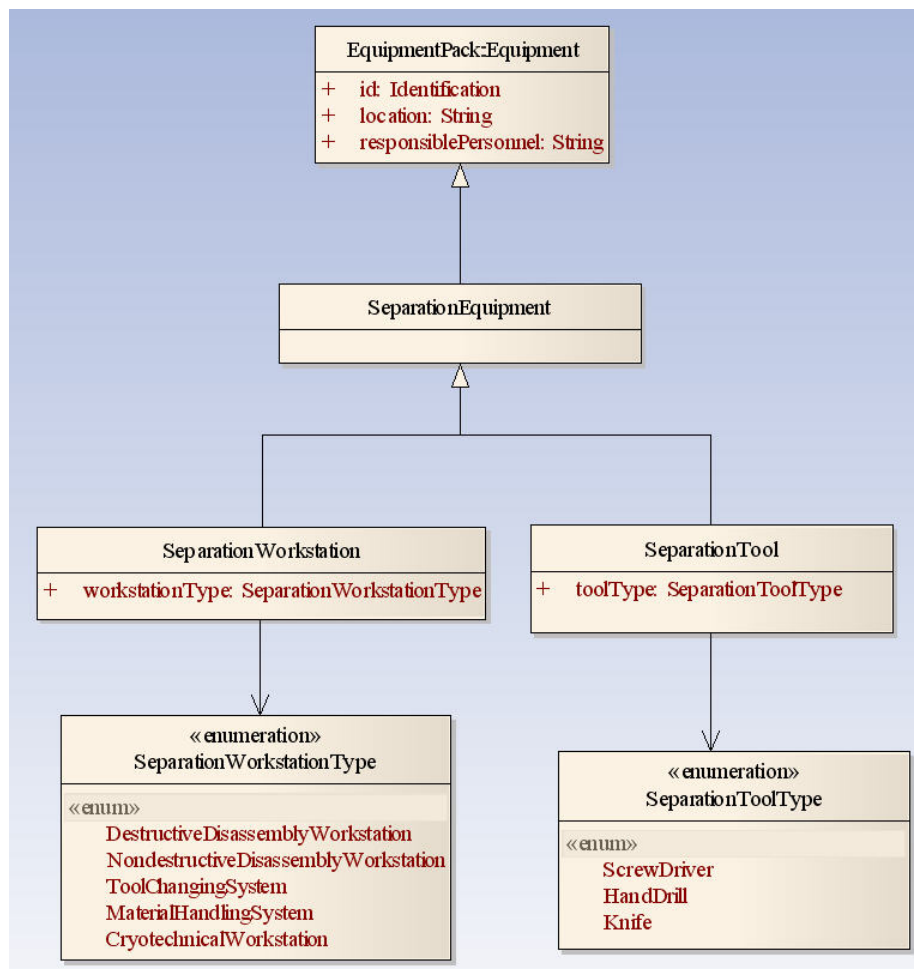 EquipmentPack::Equipment
+ id: Identification
+ location: String
+ responsiblePersonnel: String
SeparationEquipment
SeparationWorkstation
+ workstationType: SeparationWorkstationType
SeparationTool
+ toolType: SeparationToolType
«enumeration»
SeparationWorkstationType
«enum»
DestructiveDisassemblyWorkstation
NondestructiveDisassemblyWorkstation
ToolChangingSystem
MaterialHandlingSystem
CryotechnicalWorkstation
«enumeration»
SeparationToolType
«enum»
ScrewDriver
HandDrill
Knife